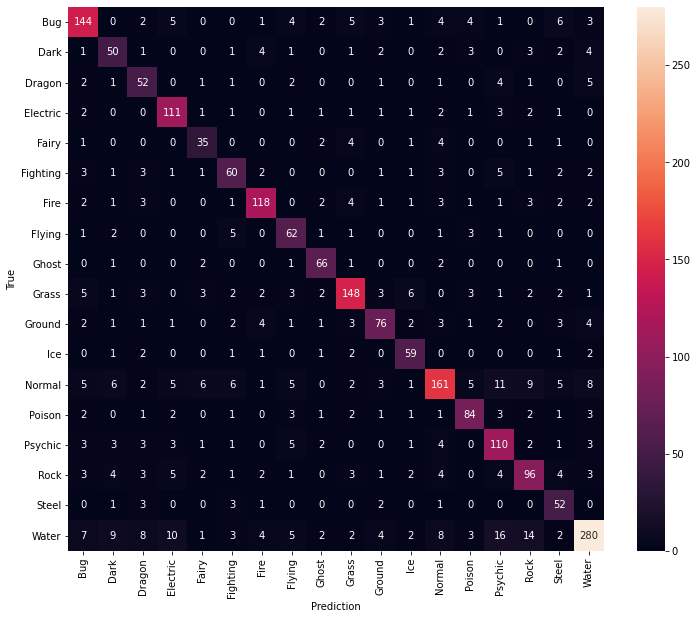 Bug 144 0 2 5 0 0 1 4 2 5 3 1 4 4 1 0 6 3
Dark 1 50 1 0 0 1 4 1 0 1 2 0 2 3 0 3 2 4
Dragon 2 1 52 0 1 1 0 2 0 0 1 0 1 0 4 1 0 5
Electric 2 0 0 111 1 1 0 1 1 1 1 1 2 1 3 2 1 0
Fairy 1 0 0 0 35 0 0 0 2 4 0 1 4 0 0 1 1 0
Fighting 3 1 3 1 1 60 2 0 0 0 1 1 3 0 5 1 2 2
Fire 2 1 3 0 0 1 118 0 2 4 1 1 3 1 1 3 2 2
Flying 1 2 0 0 0 5 0 62 1 1 0 0 1 3 1 0 0 0
Ghost 0 1 0 0 2 0 0 1 66 1 0 0 2 0 0 0 1 0
Grass 5 1 3 0 3 2 2 3 2 148 3 6 0 3 1 2 2 1
Ground 2 1 1 1 0 2 4 1 1 3 76 2 3 1 2 0 3 4
Ice 0 1 2 0 0 1 1 0 1 2 0 59 0 0 0 0 1 2
Normal 5 6 2 5 6 6 1 5 0 2 3 1 161 5 11 9 5 8
Poison 2 0 1 2 0 1 0 3 1 2 1 1 1 84 3 2 1 3
Psychic 3 3 3 3 1 1 0 5 2 0 0 1 4 0 110 2 1 3
Rock 3 4 3 5 2 1 2 1 0 3 1 2 4 0 4 96 4 3
Steel 0 1 3 0 0 3 1 0 0 0 2 0 1 0 0 0 52 0
Water 7 9 8 10 1 3 4 5 2 2 4 2 8 3 16 14 2 280
True
Bug Dark Dragon Electric Fairy Fighting Fire Flying Ghost Grass Ground Ice Normal Poison Psychic Rock Steel Water
Prediction
250
200
150
100
50
0